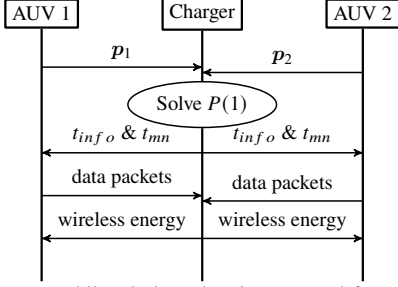 AUV 1 Charger AUV 2
p1 p2
Solve P(1)
tinfo & tmn tinfo & tmn
data packets data packets
wireless energy wireless energy